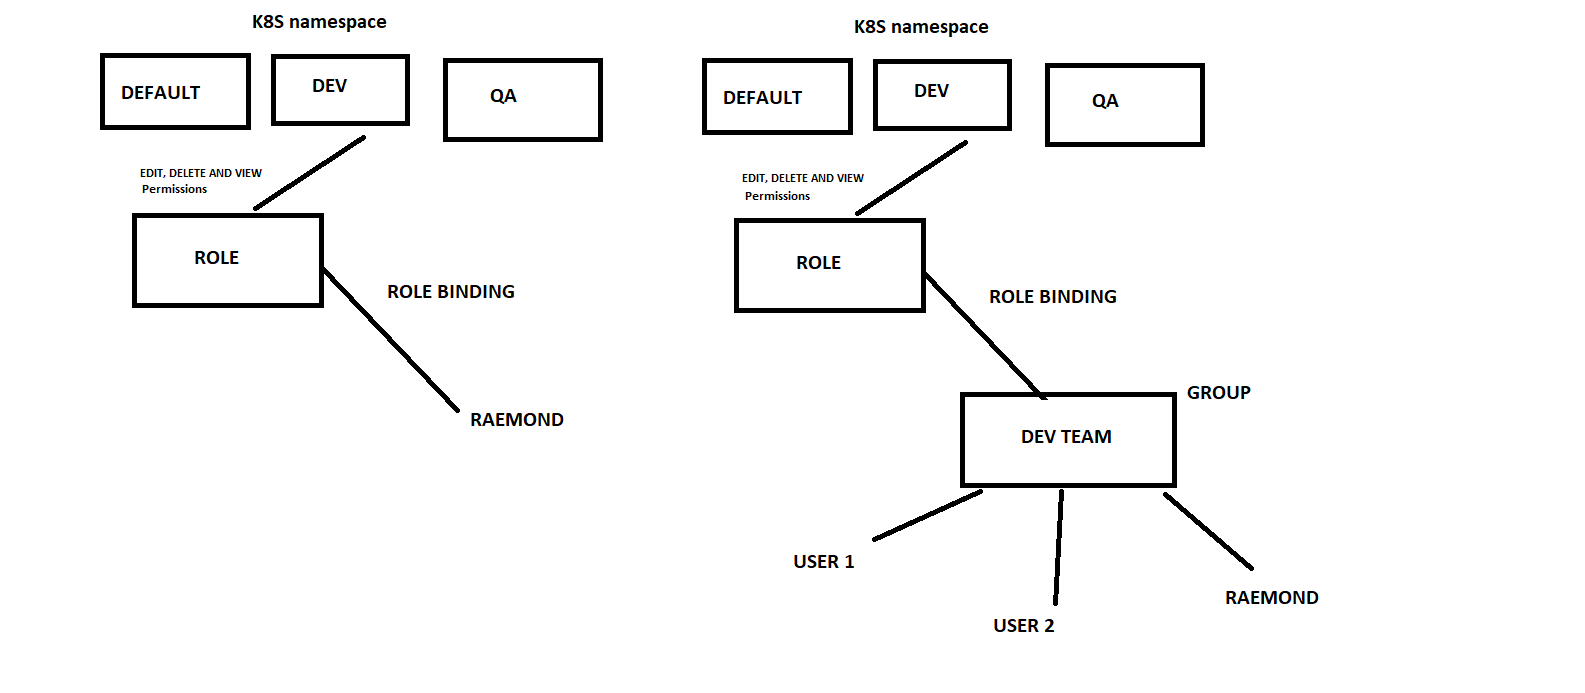 K8S namespace
DEFAULT
DEV
QA
EDIT, DELETE AND VIEW
Permissions
ROLE
ROLE BINDING
RAEMOND
K8S namespace
DEFAULT
DEV
QA
EDIT, DELETE AND VIEW
Permissions
ROLE
ROLE BINDING
GROUP
DEV TEAM
USER 1
USER 2
RAEMOND